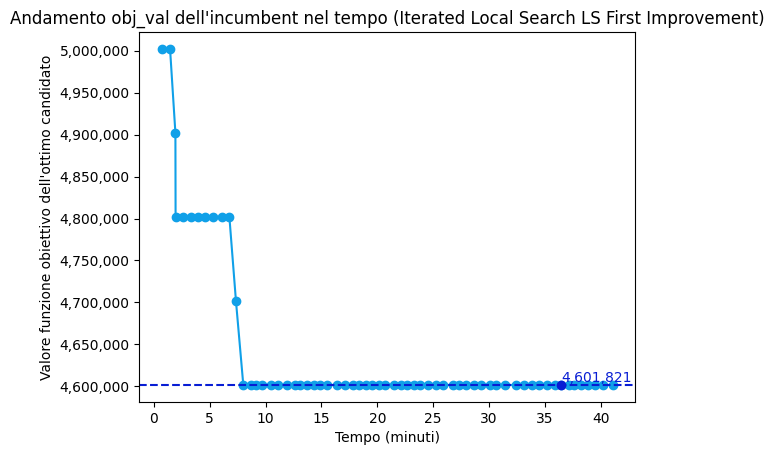 Andamento obj_val dell'incumbent nel tempo (Iterated Local Search LS First Improvement)
Valore funzione obiettivo dell'ottimo candidato
5,000,000
4,950,000
4,900,000
4,850,000
4,800,000
4,750,000
4,700,000
4,650,000
4,600,000
4,601,821
0 5 10 15 20 25 30 35 40
Tempo (minuti)